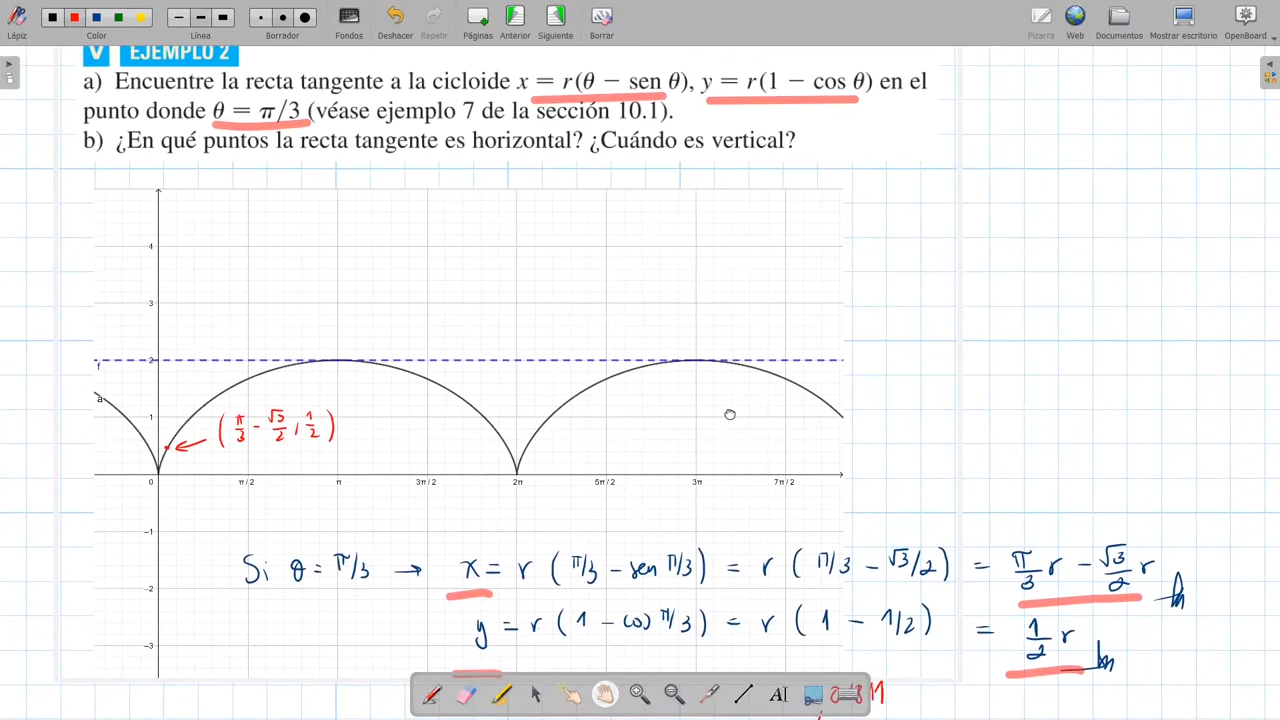 Lápiz Color Línea Borrador Fondos Deshacer Repetir Páginas Anterior Siguiente Borrar Pizarra Web Documentos Mostrar escritorio OpenBoard
V EJEMPLO 2
a) Encuentre la recta tangente a la cicloide x = r(θ − sen θ), y = r(1 − cos θ) en el
punto donde θ = π/3 (véase ejemplo 7 de la sección 10.1).
b) ¿En qué puntos la recta tangente es horizontal? ¿Cuándo es vertical?
4
3
2
f
a
1
(π/3 − √3/2, 1/2)
0 π/2 π 3π/2 2π 5π/2 3π 7π/2
−1
Si θ = π/3 → x = r (π/3 − sen π/3) = r (π/3 − √3/2) = π/3 r − √3/2 r
−2
y = r (1 − cos π/3) = r (1 − 1/2) = 1/2 r
−3